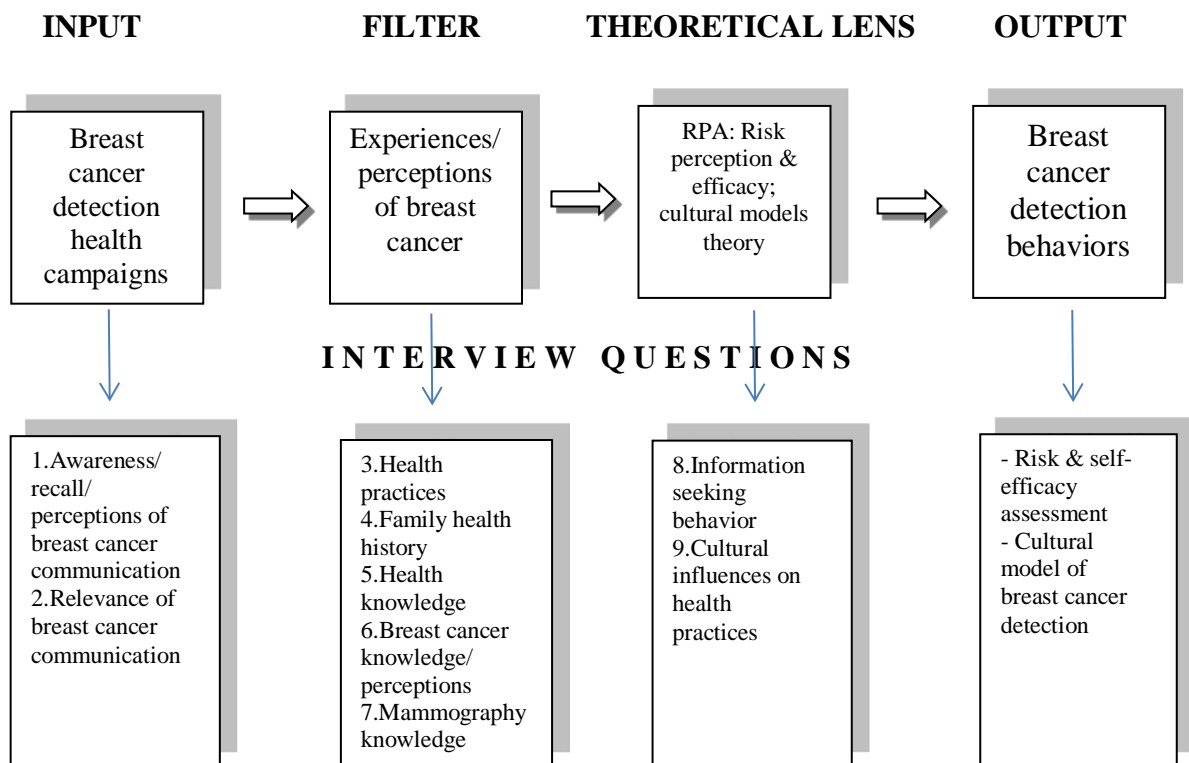 INPUT
FILTER
THEORETICAL LENS
OUTPUT
Breast
cancer
detection
health
campaigns
Experiences/
perceptions
of breast
cancer
RPA: Risk
perception &
efficacy;
cultural models
theory
Breast
cancer
detection
behaviors
INTERVIEW QUESTIONS
1.Awareness/
recall/
perceptions of
breast cancer
communication
2.Relevance of
breast cancer
communication
3.Health
practices
4.Family health
history
5.Health
knowledge
6.Breast cancer
knowledge/
perceptions
7.Mammography
knowledge
8.Information
seeking
behavior
9.Cultural
influences on
health
practices
- Risk & self-
efficacy
assessment
- Cultural
model of
breast cancer
detection